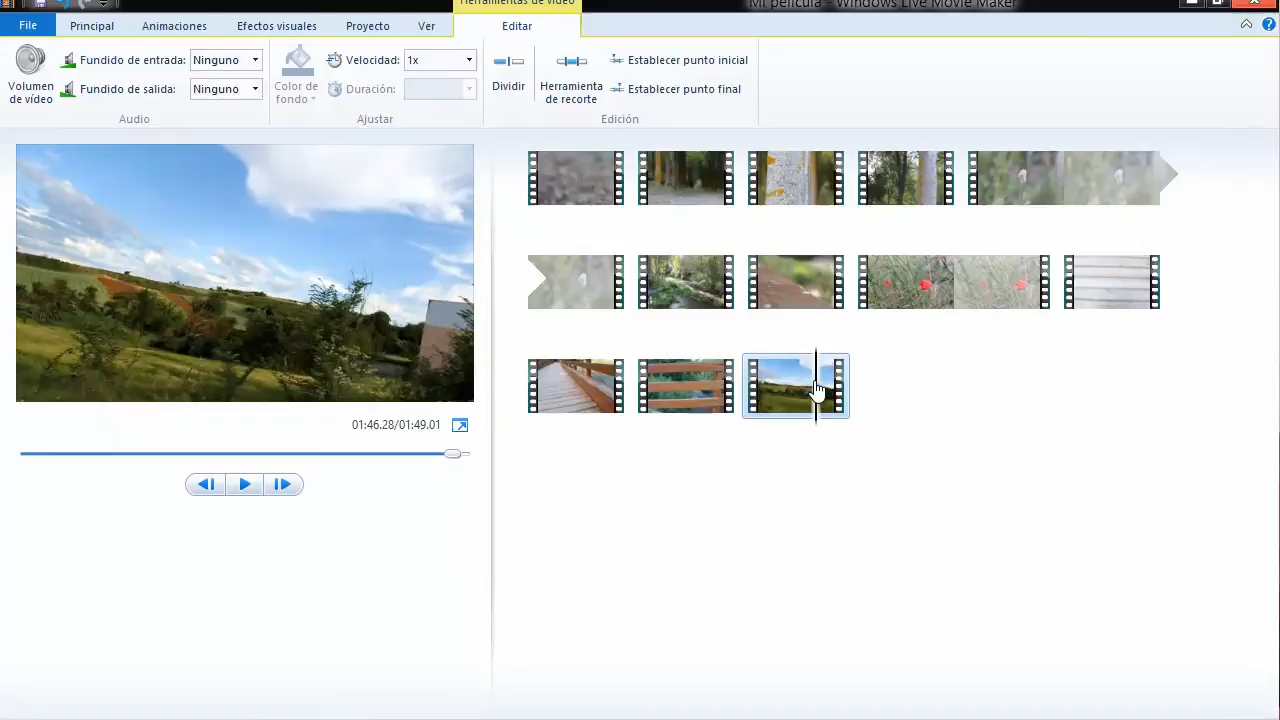 Herramientas de vídeo
Mi película - Windows Live Movie Maker
File
Principal
Animaciones
Efectos visuales
Proyecto
Ver
Editar
Volumen
de vídeo
Fundido de entrada: Ninguno
Fundido de salida: Ninguno
Audio
Color de
fondo
Velocidad: 1x
Duración:
Ajustar
Dividir
Herramienta
de recorte
Establecer punto inicial
Establecer punto final
Edición
01:46.28/01:49.01